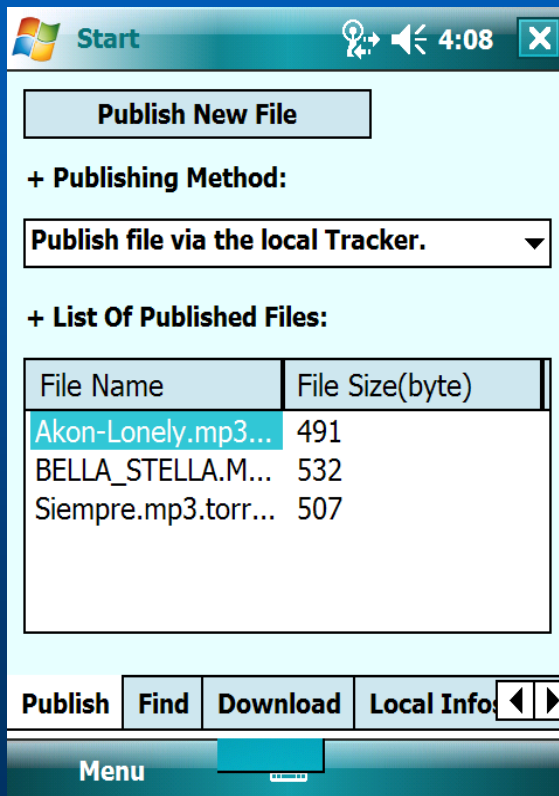 Start 4:08
Publish New File
+ Publishing Method:
Publish file via the local Tracker.
+ List Of Published Files:
File Name File Size(byte)
Akon-Lonely.mp3... 491
BELLA_STELLA.M... 532
Siempre.mp3.torr... 507
Publish Find Download Local Info
Menu